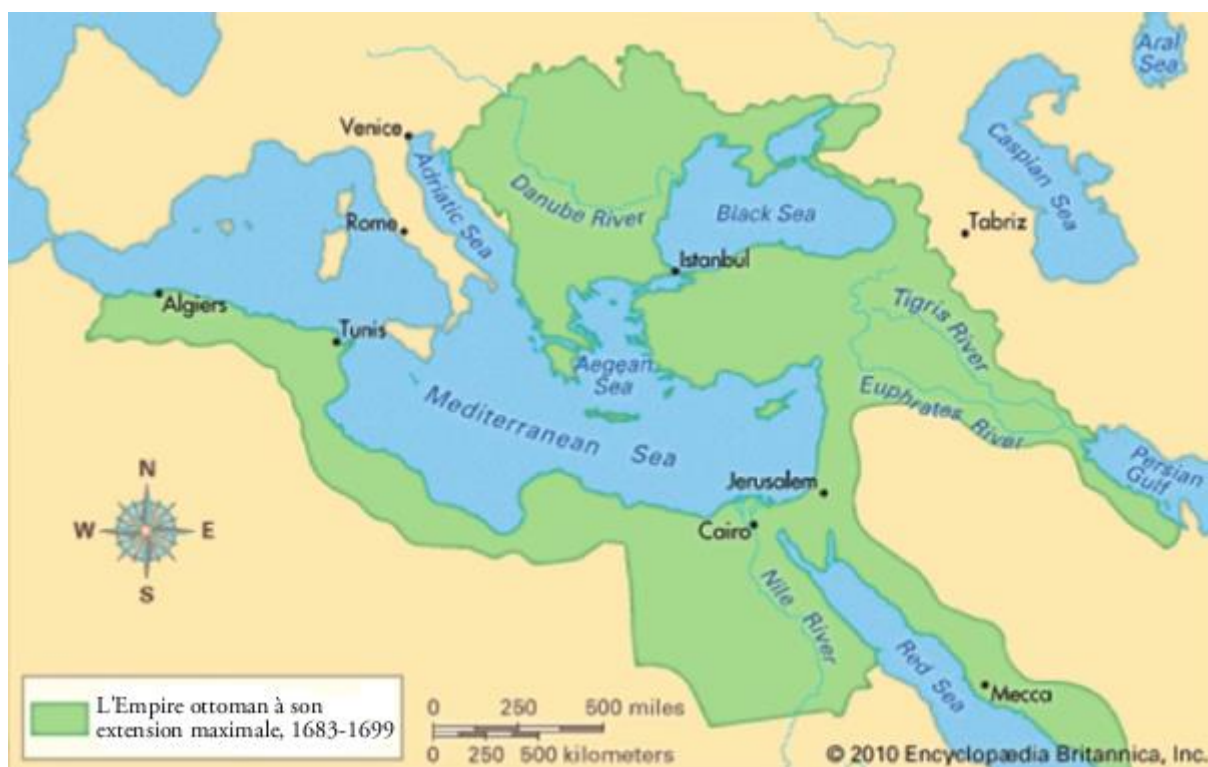 Aral
Sea
Caspian
Sea
Venice
Adriatic Sea
Danube River
Black Sea
Rome
Tabriz
Istanbul
Algiers
Tunis
Tigris River
Aegean
Sea
Euphrates River
Mediterranean Sea
Persian
Gulf
Jerusalem
Cairo
N
W
E
S
Nile River
Red Sea
Mecca
L'Empire ottoman à son
extension maximale, 1683-1699
0 250 500 miles
0 250 500 kilometers
© 2010 Encyclopædia Britannica, Inc.